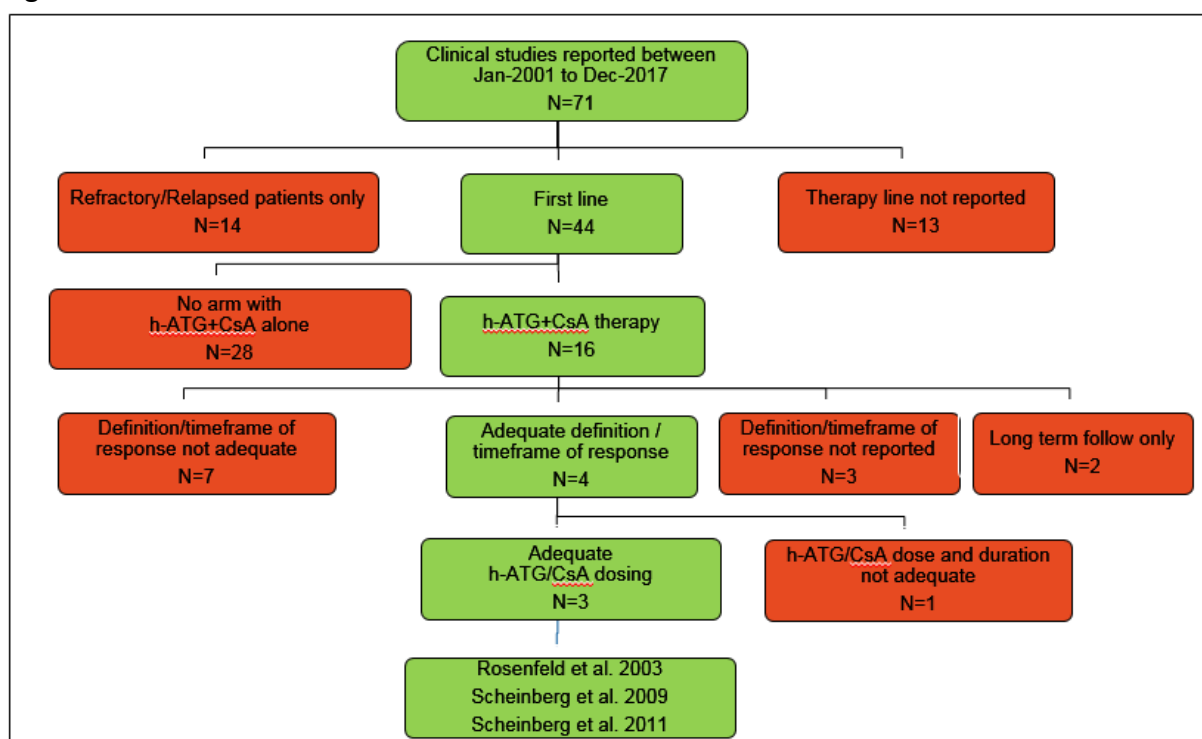 Clinical studies reported between
Jan-2001 to Dec-2017
N=71
Refractory/Relapsed patients only
N=14
First line
N=44
Therapy line not reported
N=13
No arm with
h-ATG+CsA alone
N=28
h-ATG+CsA therapy
N=16
Definition/timeframe of
response not adequate
N=7
Adequate definition /
timeframe of response
N=4
Definition/timeframe of
response not reported
N=3
Long term follow only
N=2
Adequate
h-ATG/CsA dosing
N=3
h-ATG/CsA dose and duration
not adequate
N=1
Rosenfeld et al. 2003
Scheinberg et al. 2009
Scheinberg et al. 2011